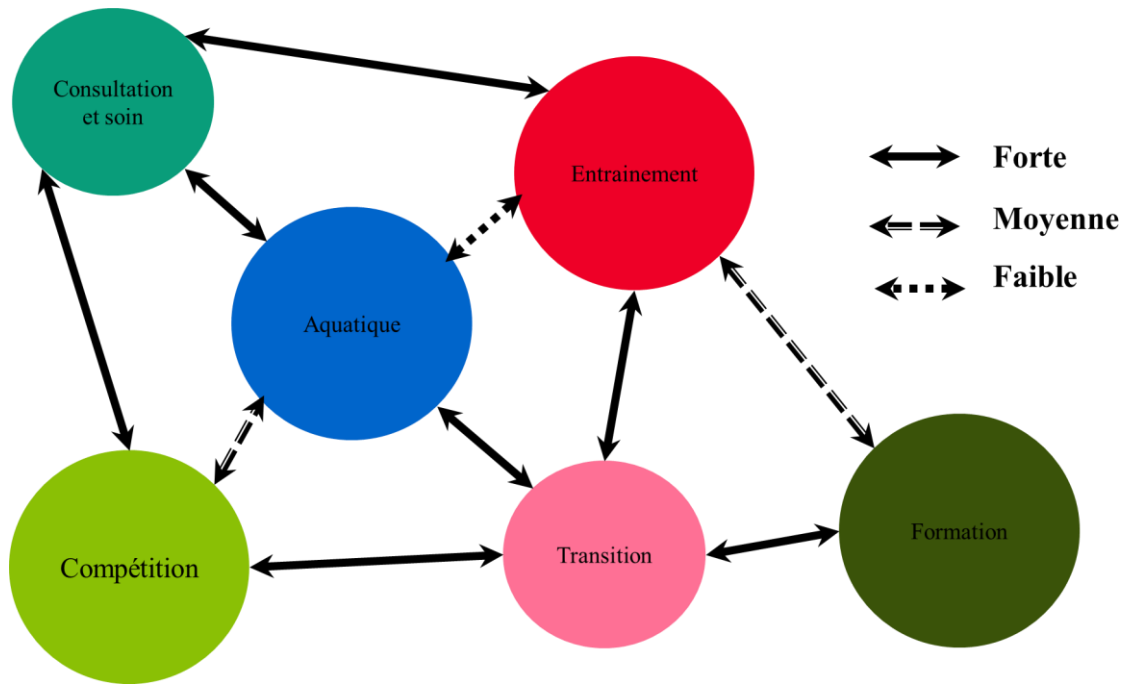 Consultation
et soin
Entrainement
Forte
Moyenne
Faible
Aquatique
Compétition
Transition
Formation